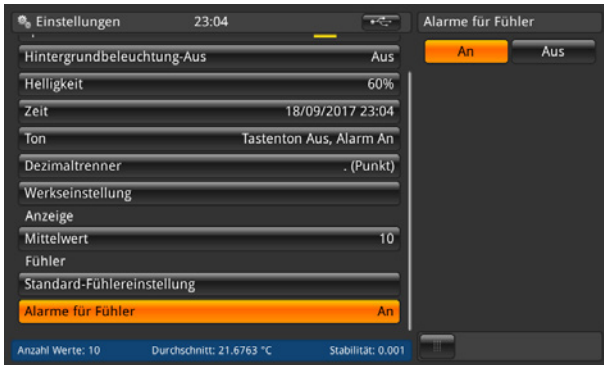 Einstellungen 23:04
Hintergrundbeleuchtung-Aus Aus
Helligkeit 60%
Zeit 18/09/2017 23:04
Ton Tastenton Aus, Alarm An
Dezimaltrenner . (Punkt)
Werkseinstellung
Anzeige
Mittelwert 10
Fühler
Standard-Fühlereinstellung
Alarme für Fühler An
Anzahl Werte: 10 Durchschnitt: 21.6763 °C Stabilität: 0.001
Alarme für Fühler
An Aus